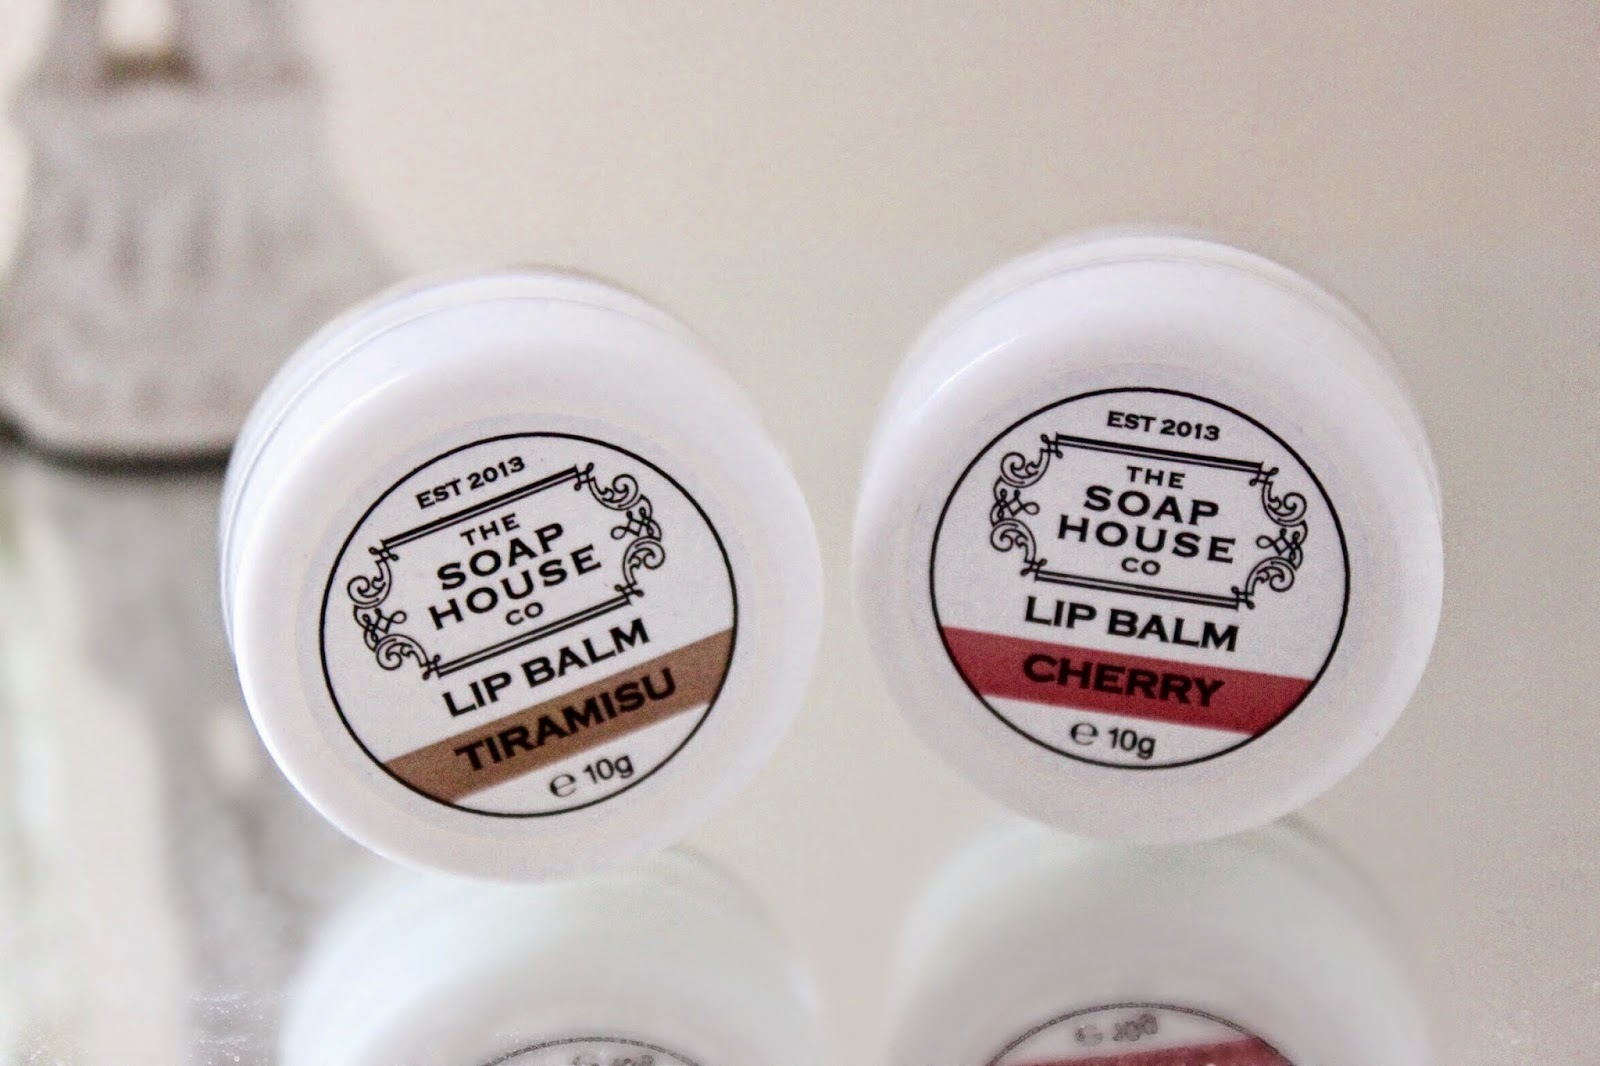 EST 2013
THE
SOAP
HOUSE
CO
LIP BALM
TIRAMISU
℮ 10g
EST 2013
THE
SOAP
HOUSE
CO
LIP BALM
CHERRY
℮ 10g